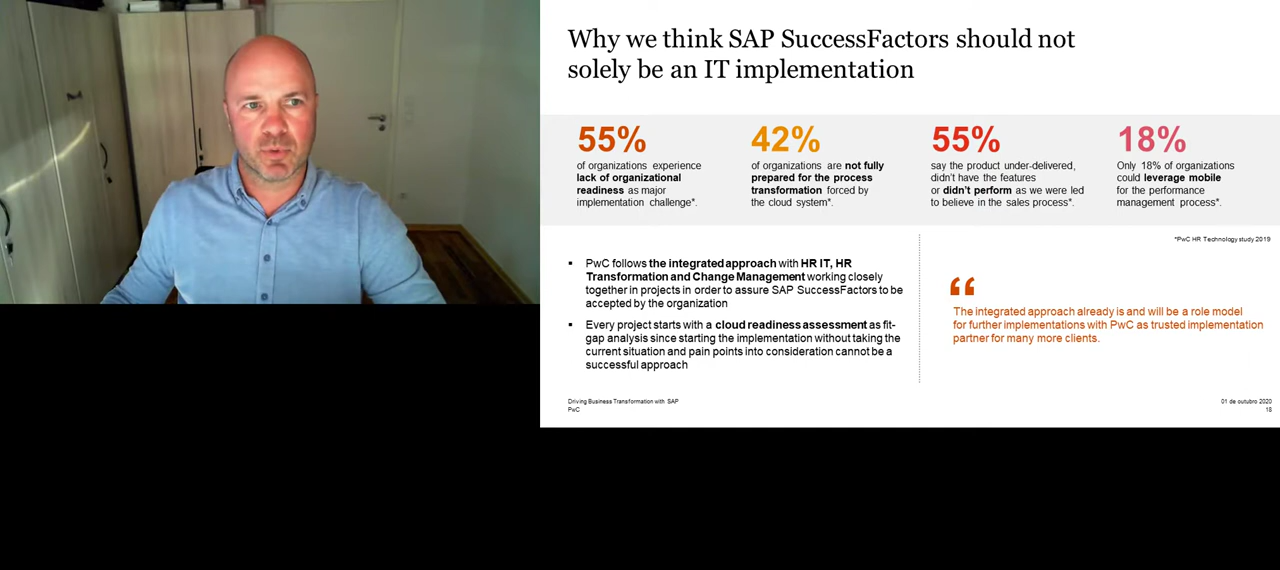 Why we think SAP SuccessFactors should not
solely be an IT implementation
55%
of organizations experience
lack of organizational
readiness as major
implementation challenge*.
42%
of organizations are not fully
prepared for the process
transformation forced by
the cloud system*.
55%
say the product under-delivered,
didn't have the features
or didn't perform as we were led
to believe in the sales process*.
18%
Only 18% of organizations
could leverage mobile
for the performance
management process*.
*PwC HR Technology study 2019
▪ PwC follows the integrated approach with HR IT, HR
Transformation and Change Management working closely
together in projects in order to assure SAP SuccessFactors to be
accepted by the organization
▪ Every project starts with a cloud readiness assessment as fit-
gap analysis since starting the implementation without taking the
current situation and pain points into consideration cannot be a
successful approach
“
The integrated approach already is and will be a role model
for further implementations with PwC as trusted implementation
partner for many more clients.
Driving Business Transformation with SAP
PwC
01 de outubro 2020
18